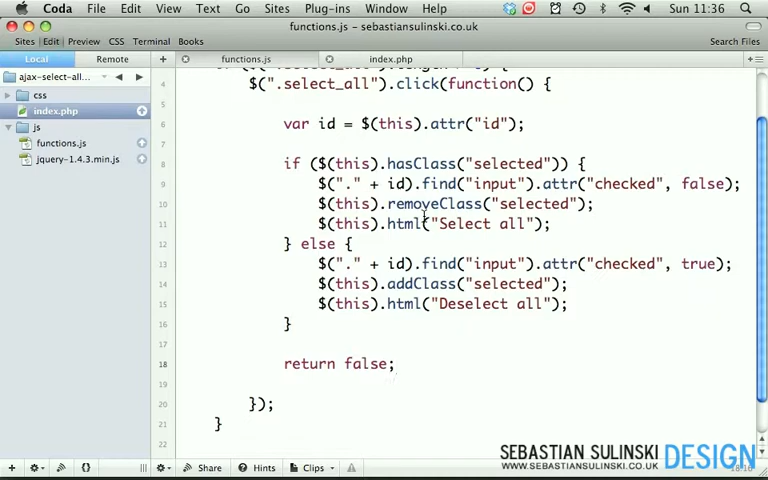 Coda File Edit View Text Go Sites Plug-ins Window Help Sun 11:36
functions.js - sebastiansulinski.co.uk
Sites Edit Preview CSS Terminal Books Search Files
Local Remote functions.js index.php
ajax-select-all...
css
index.php
js
functions.js
jquery-1.4.3.min.js
4 $(".select_all").click(function() {
5
6 var id = $(this).attr("id");
7
8 if ($(this).hasClass("selected")) {
9 $("." + id).find("input").attr("checked", false);
10 $(this).removeClass("selected");
11 $(this).html("Select all");
12 } else {
13 $("." + id).find("input").attr("checked", true);
14 $(this).addClass("selected");
15 $(this).html("Deselect all");
16 }
17
18 return false;
19
20 });
21 }
22
SEBASTIAN SULINSKI DESIGN
WWW.SEBASTIANSULINSKI.CO.UK
Share Hints Clips